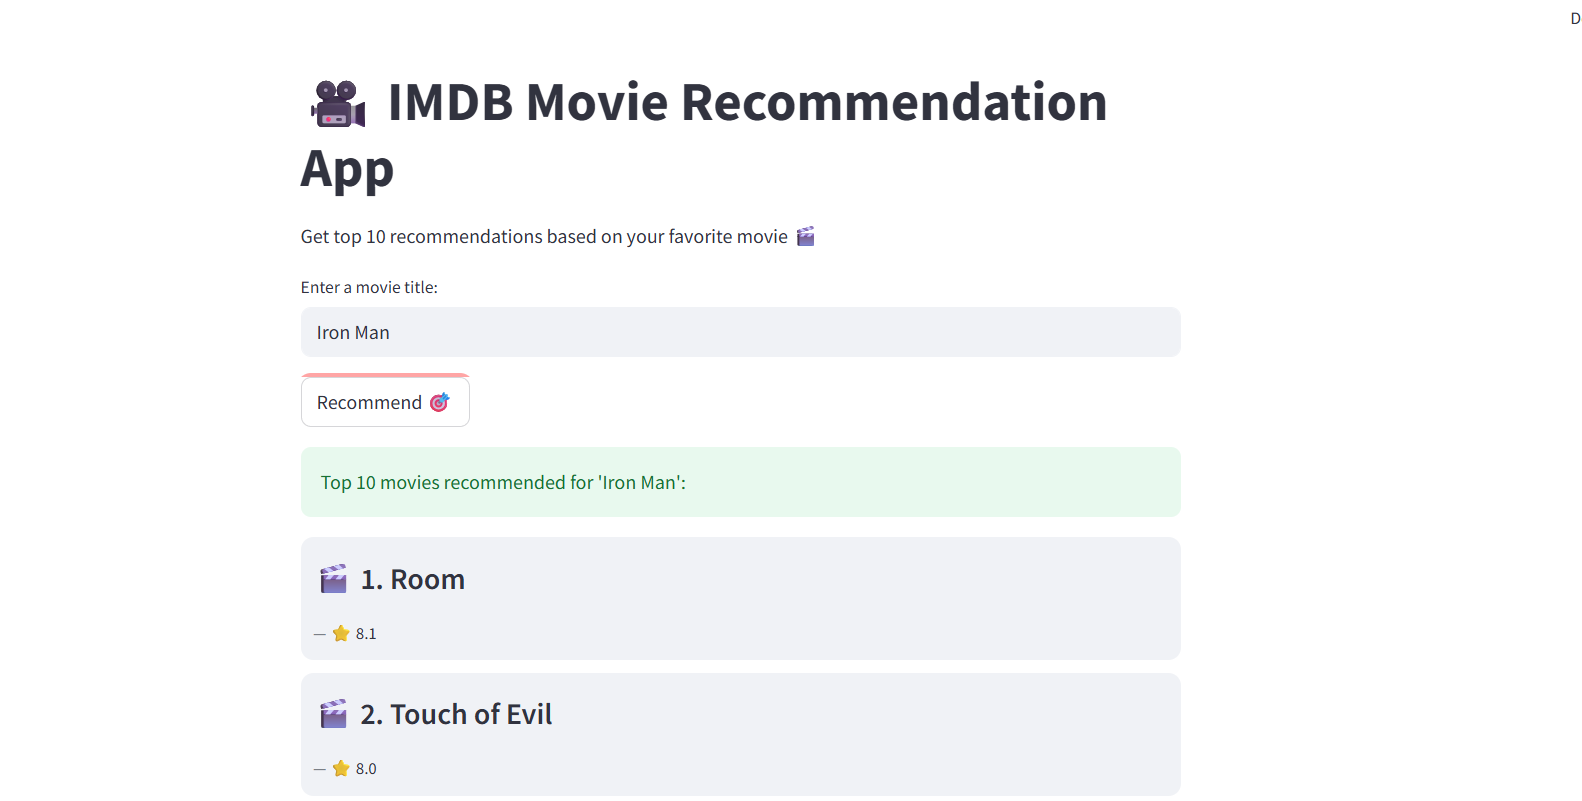 D
🎥 IMDB Movie Recommendation
App
Get top 10 recommendations based on your favorite movie 🎬
Enter a movie title:
Iron Man
Recommend 🎯
Top 10 movies recommended for 'Iron Man':
🎬 1. Room
— ⭐ 8.1
🎬 2. Touch of Evil
— ⭐ 8.0